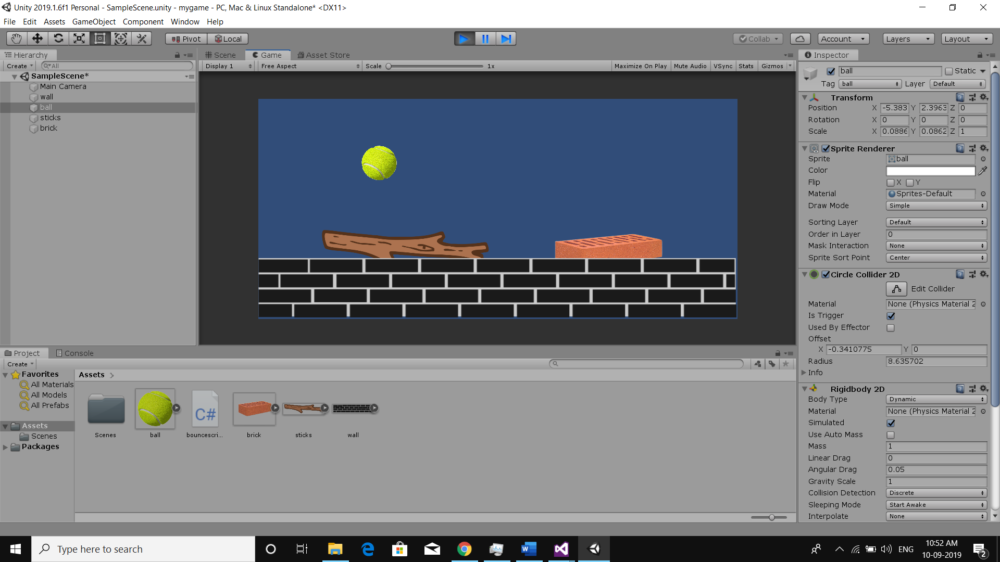 Unity 2019.1.6f1 Personal - SampleScene.unity - mygame - PC, Mac & Linux Standalone* <DX11>
File Edit Assets GameObject Component Window Help
Pivot Local Collab Account Layers Layout
Hierarchy
Create All
SampleScene*
Main Camera
wall
ball
sticks
brick
Scene Game Asset Store
Display 1 Free Aspect Scale 1x Maximize On Play Mute Audio VSync Stats Gizmos
Inspector
ball Static
Tag ball Layer Default
Transform
Position X -5.383 Y 2.3963 Z 0
Rotation X 0 Y 0 Z 0
Scale X 0.0886 Y 0.0862 Z 1
Sprite Renderer
Sprite ball
Color
Flip X Y
Material Sprites-Default
Draw Mode Simple
Sorting Layer Default
Order in Layer 0
Mask Interaction None
Sprite Sort Point Center
Circle Collider 2D
Edit Collider
Material None (Physics Material 2
Is Trigger
Used By Effector
Offset
X -0.3410775 Y 0
Radius 8.635702
Info
Rigidbody 2D
Body Type Dynamic
Material None (Physics Material 2
Simulated
Use Auto Mass
Mass 1
Linear Drag 0
Angular Drag 0.05
Gravity Scale 1
Collision Detection Discrete
Sleeping Mode Start Awake
Interpolate None
Project Console
Create
Favorites
All Materials
All Models
All Prefabs
Assets
Scenes
Packages
Assets
C#
Scenes ball bouncescri... brick sticks wall
Type here to search
ENG
10:52 AM
10-09-2019
2